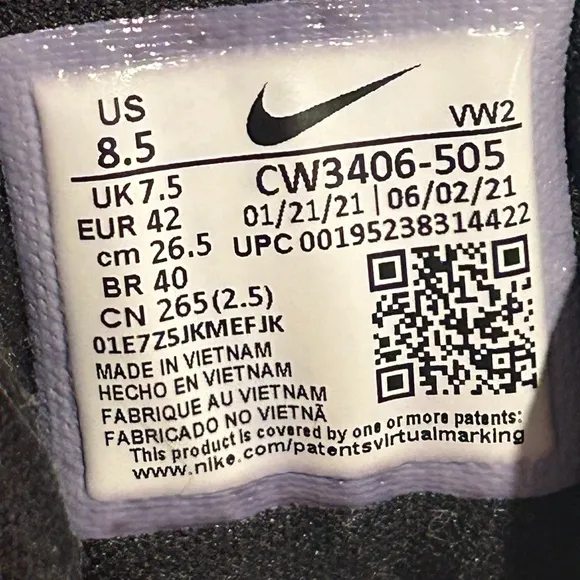 US
8.5
VW2
UK 7.5
EUR 42
cm 26.5
BR 40
CN 265(2.5)
CW3406-505
01/21/21 | 06/02/21
UPC 00195238314422
01E7Z5JKMEFJK
MADE IN VIETNAM
HECHO EN VIETNAM
FABRIQUE AU VIETNAM
FABRICADO NO VIETNÃ
This product is covered by one or more patents:
www.nike.com/patentsvirtualmarking